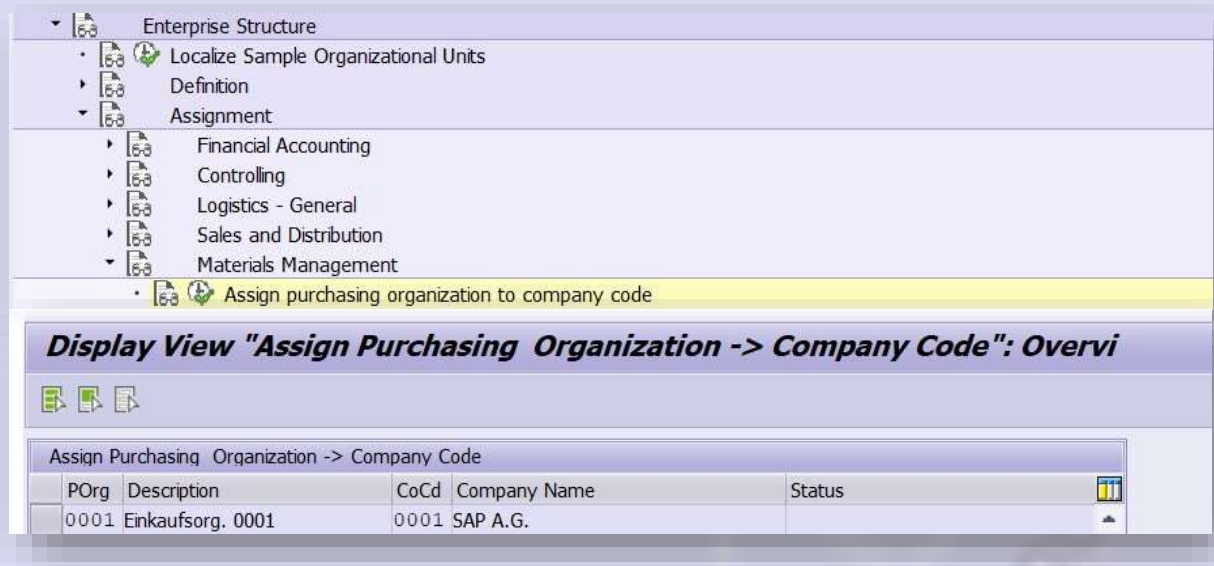 Enterprise Structure
Localize Sample Organizational Units
Definition
Assignment
Financial Accounting
Controlling
Logistics - General
Sales and Distribution
Materials Management
Assign purchasing organization to company code
Display View "Assign Purchasing Organization -> Company Code": Overvi
Assign Purchasing Organization -> Company Code
POrg Description CoCd Company Name Status
0001 Einkaufsorg. 0001 0001 SAP A.G.